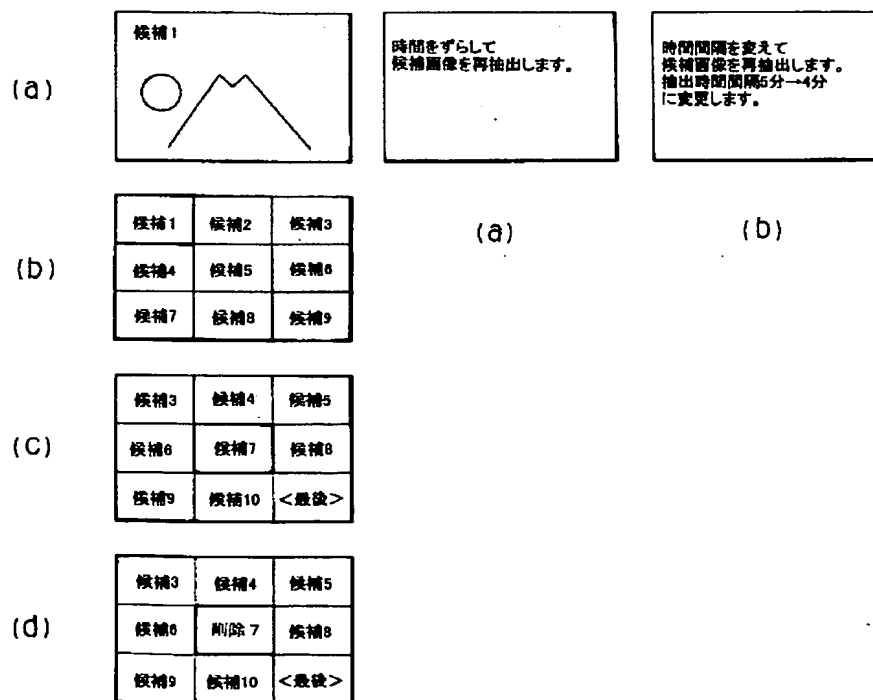 (a)
候補1
時間をずらして
候補画像を再抽出します。
時間間隔を変えて
候補画像を再抽出します。
抽出時間間隔5分→4分
に変更します。
(a)
(b)
(b)
候補1 候補2 候補3
候補4 候補5 候補6
候補7 候補8 候補9
(c)
候補3 候補4 候補5
候補6 候補7 候補8
候補9 候補10 <最後>
(d)
候補3 候補4 候補5
候補6 削除7 候補8
候補9 候補10 <最後>